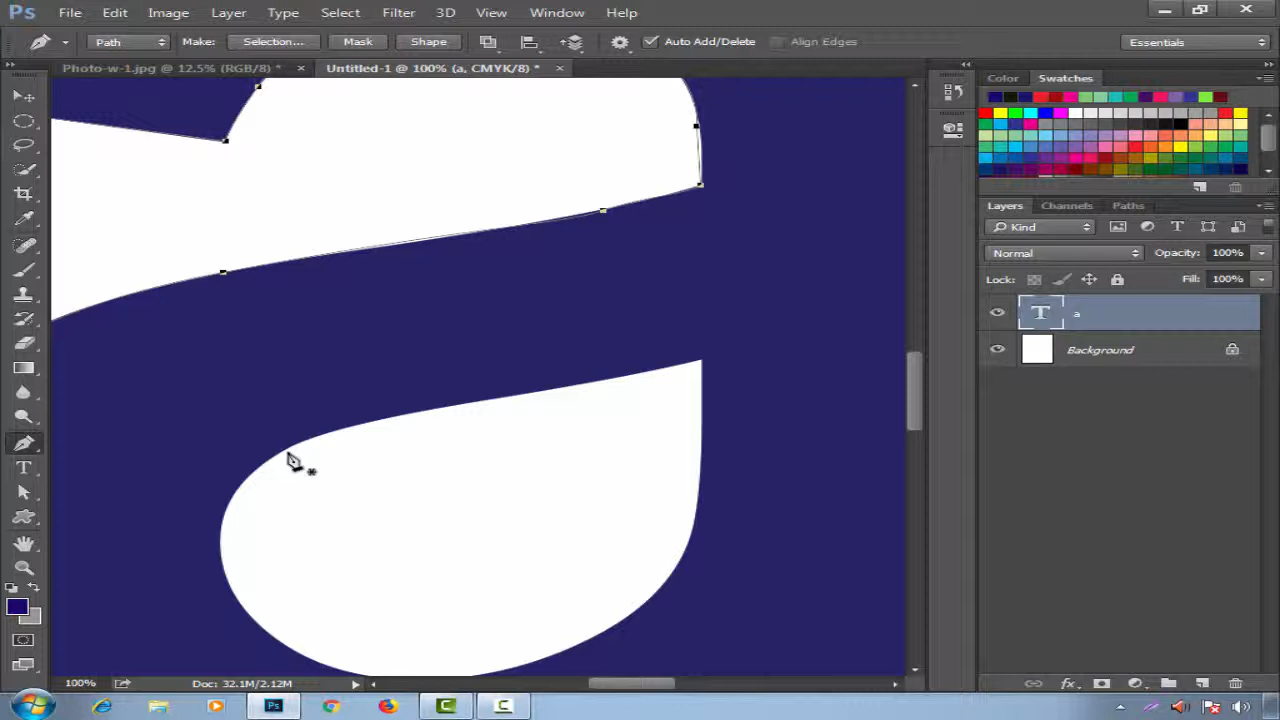 Ps File Edit Image Layer Type Select Filter 3D View Window Help
Path Make: Selection... Mask Shape Auto Add/Delete Align Edges Essentials
Photo-w-1.jpg @ 12.5% (RGB/8) * × Untitled-1 @ 100% (a, CMYK/8) * ×
Color Swatches
Layers Channels Paths
Kind
Normal Opacity: 100%
Lock: Fill: 100%
T a
Background
100% Doc: 32.1M/2.12M
Ps